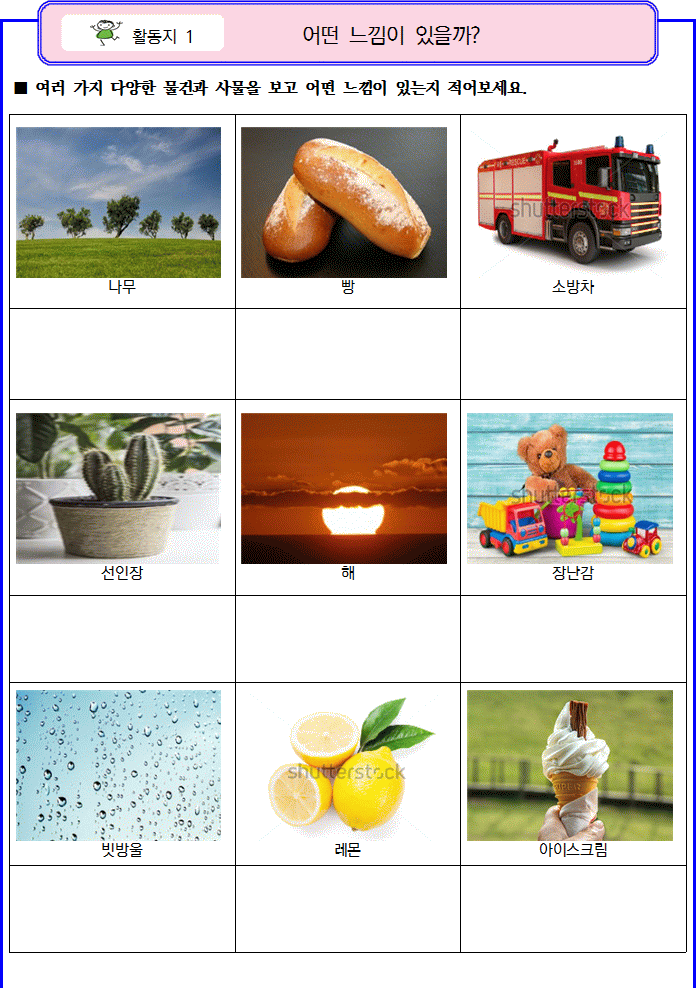 활동지 1
어떤 느낌이 있을까?
■ 여러 가지 다양한 물건과 사물을 보고 어떤 느낌이 있는지 적어보세요.
RESCUE
shutterstock
나무 빵 소방차
shutterstock
선인장 해 장난감
shutterstock
빗방울 레몬 아이스크림